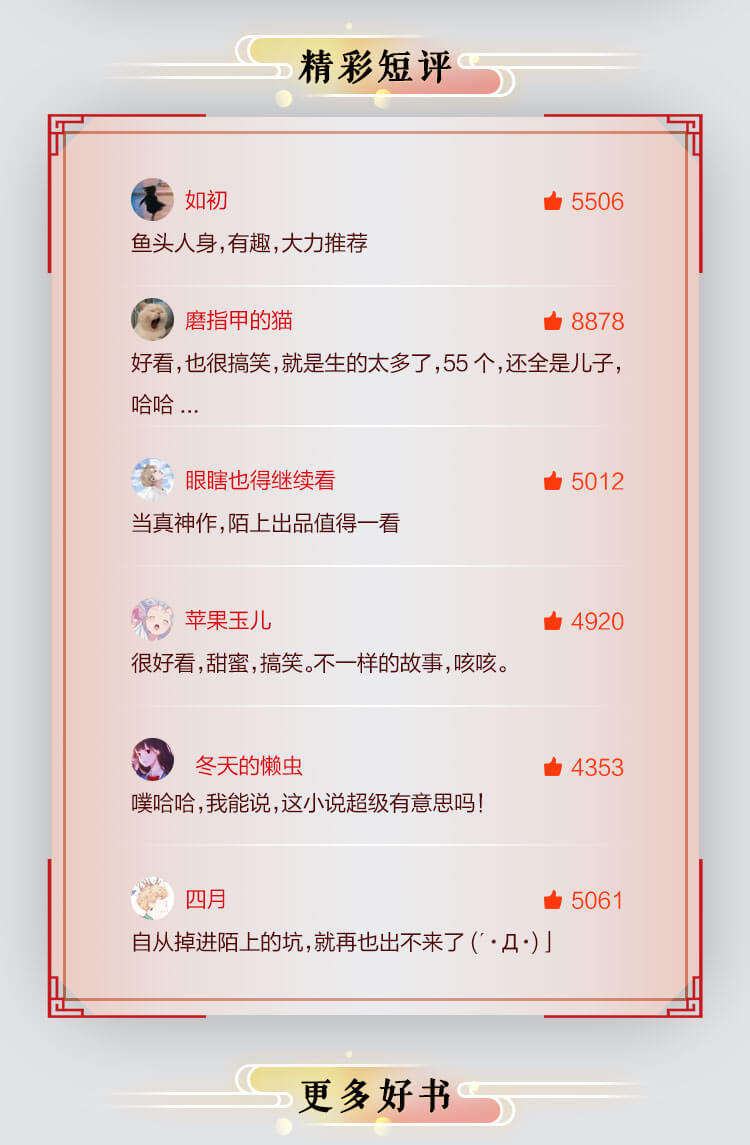 精彩短评
如初 5506
鱼头人身，有趣，大力推荐
磨指甲的猫 8878
好看，也很搞笑，就是生的太多了，55 个，还全是儿子，
哈哈 ...
眼瞎也得继续看 5012
当真神作，陌上出品值得一看
苹果玉儿 4920
很好看，甜蜜，搞笑。不一样的故事，咳咳。
冬天的懒虫 4353
噗哈哈，我能说，这小说超级有意思吗！
四月 5061
自从掉进陌上的坑，就再也出不来了 (´･Д･)」
更多好书